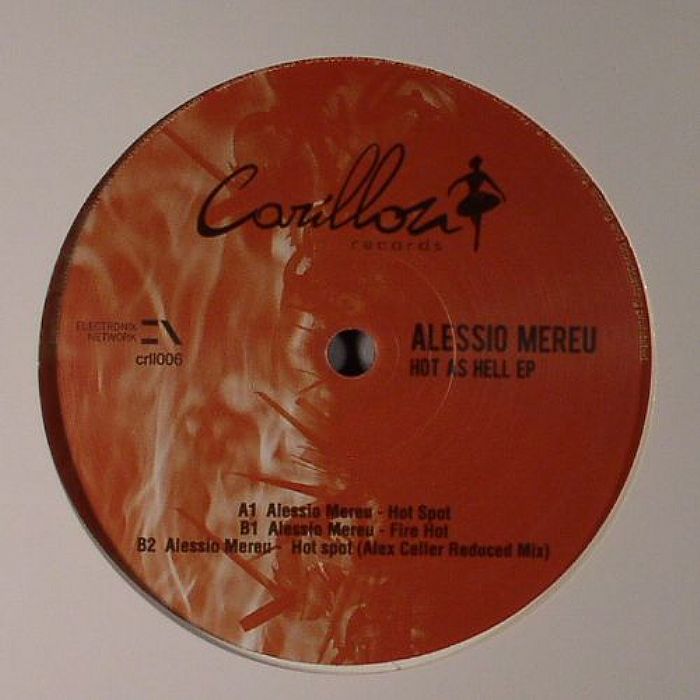 Carillon
records
ELECTRONIX
NETWORK
crll006
ALESSIO MEREU
HOT AS HELL EP
A1 Alessio Mereu - Hot Spot
B1 Alessio Mereu - Fire Hot
B2 Alessio Mereu - Hot spot (Alex Celler Reduced Mix)